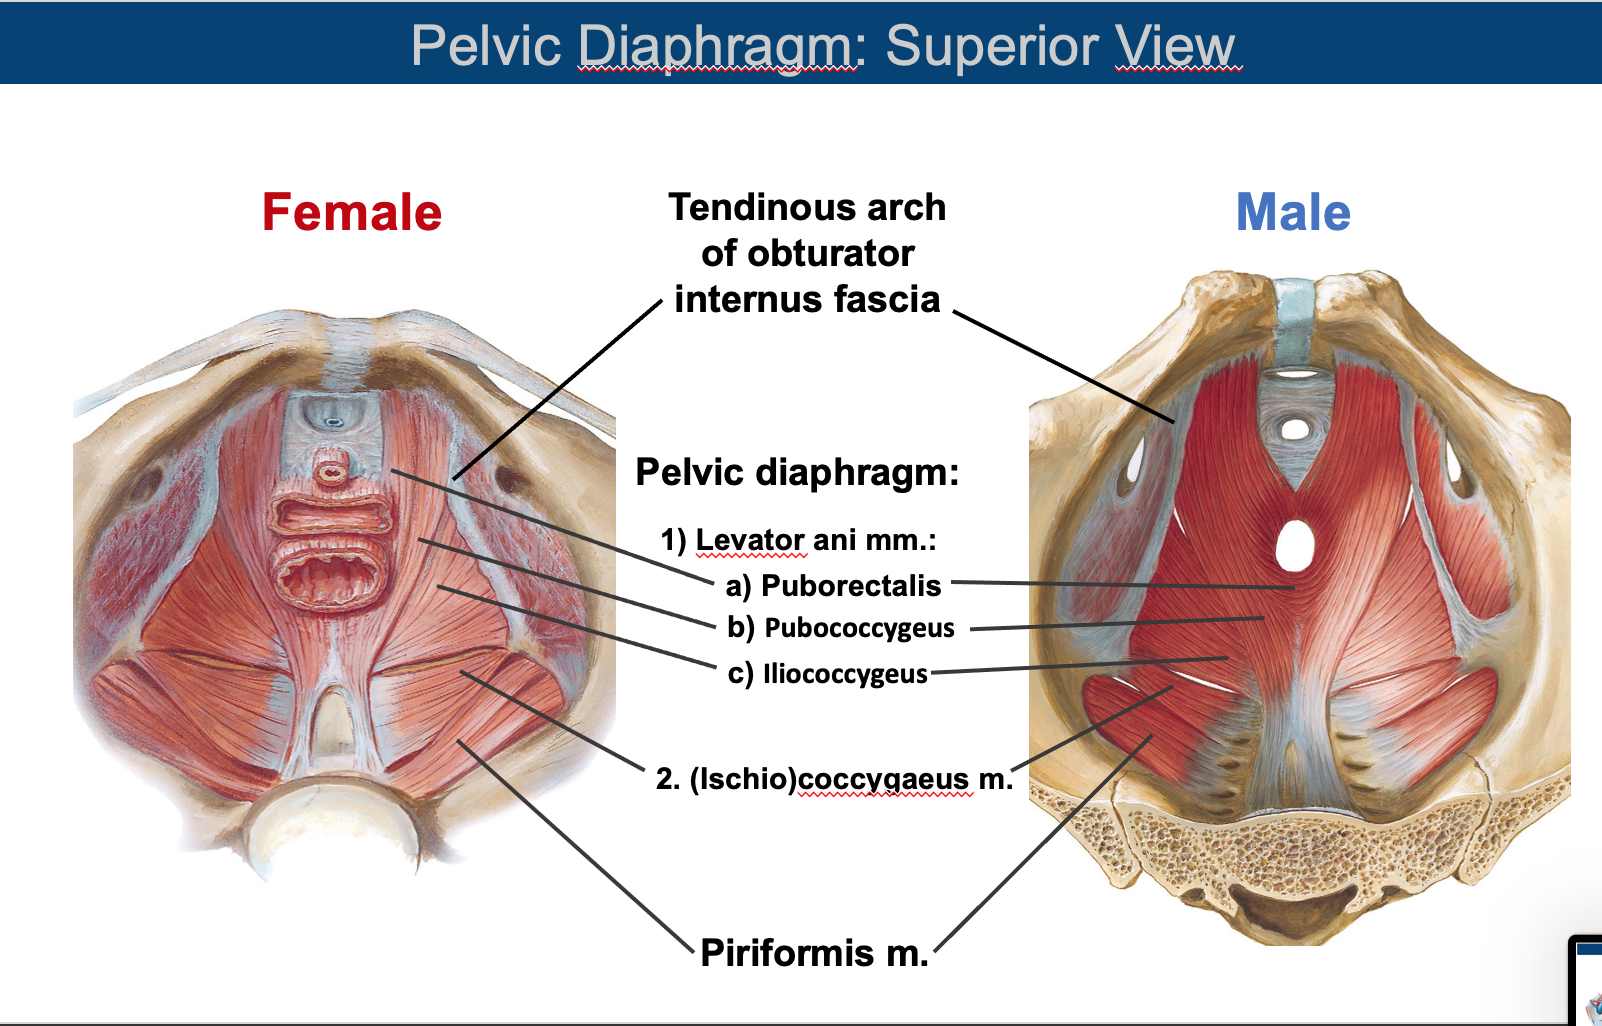 Pelvic Diaphragm: Superior View
Female
Tendinous arch
of obturator
internus fascia
Male
Pelvic diaphragm:
1) Levator ani mm.:
a) Puborectalis
b) Pubococcygeus
c) Iliococcygeus
2. (Ischio)coccygaeus m.
Piriformis m.